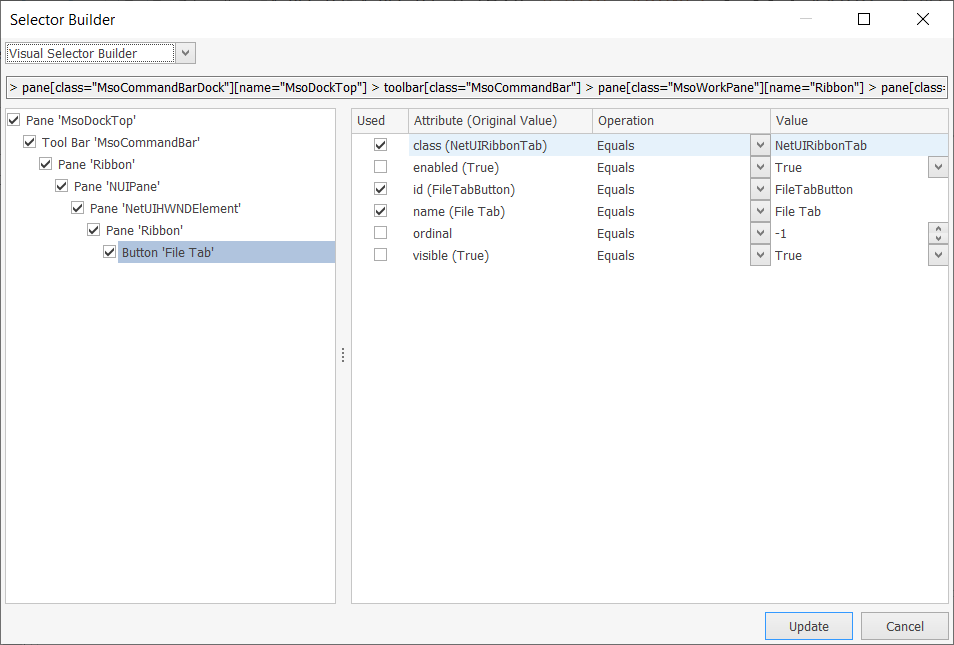 Selector Builder
Visual Selector Builder
> pane[class="MsoCommandBarDock"][name="MsoDockTop"] > toolbar[class="MsoCommandBar"] > pane[class="MsoWorkPane"][name="Ribbon"] > pane[class=
Pane 'MsoDockTop'
Tool Bar 'MsoCommandBar'
Pane 'Ribbon'
Pane 'NUIPane'
Pane 'NetUIHWNDElement'
Pane 'Ribbon'
Button 'File Tab'
Used Attribute (Original Value) Operation Value
class (NetUIRibbonTab) Equals NetUIRibbonTab
enabled (True) Equals True
id (FileTabButton) Equals FileTabButton
name (File Tab) Equals File Tab
ordinal Equals -1
visible (True) Equals True
Update Cancel